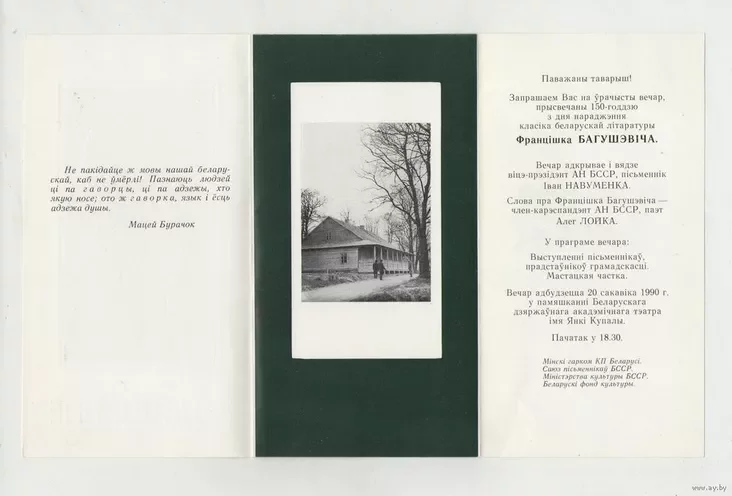 Не пакідайце ж мовы нашай белару-
скай, каб не ўмёрлі! Пазнаюць людзей
ці па гаворцы, ці па адзежы, хто
якую носе; ото ж гаворка, язык і ёсць
адзежа душы.
Мацей Бурачок
Паважаны таварыш!
Запрашаем Вас на ўрачысты вечар,
прысвечаны 150-годдзю
з дня нараджэння
класіка беларускай літаратуры
Францішка БАГУШЭВІЧА.
Вечар адкрывае і вядзе
віцэ-прэзідэнт АН БССР, пісьменнік
Іван НАВУМЕНКА.
Слова пра Францішка Багушэвіча —
член-карэспандэнт АН БССР, паэт
Алег ЛОЙКА.
У праграме вечара:
Выступленні пісьменнікаў,
прадстаўнікоў грамадскасці.
Мастацкая частка.
Вечар адбудзецца 20 сакавіка 1990 г.
у памяшканні Беларускага
дзяржаўнага акадэмічнага тэатра
імя Янкі Купалы.
Пачатак у 18.30.
Мінскі гарком КП Беларусі.
Саюз пісьменнікаў БССР.
Міністэрства культуры БССР.
Беларускі фонд культуры.
www.ay.by